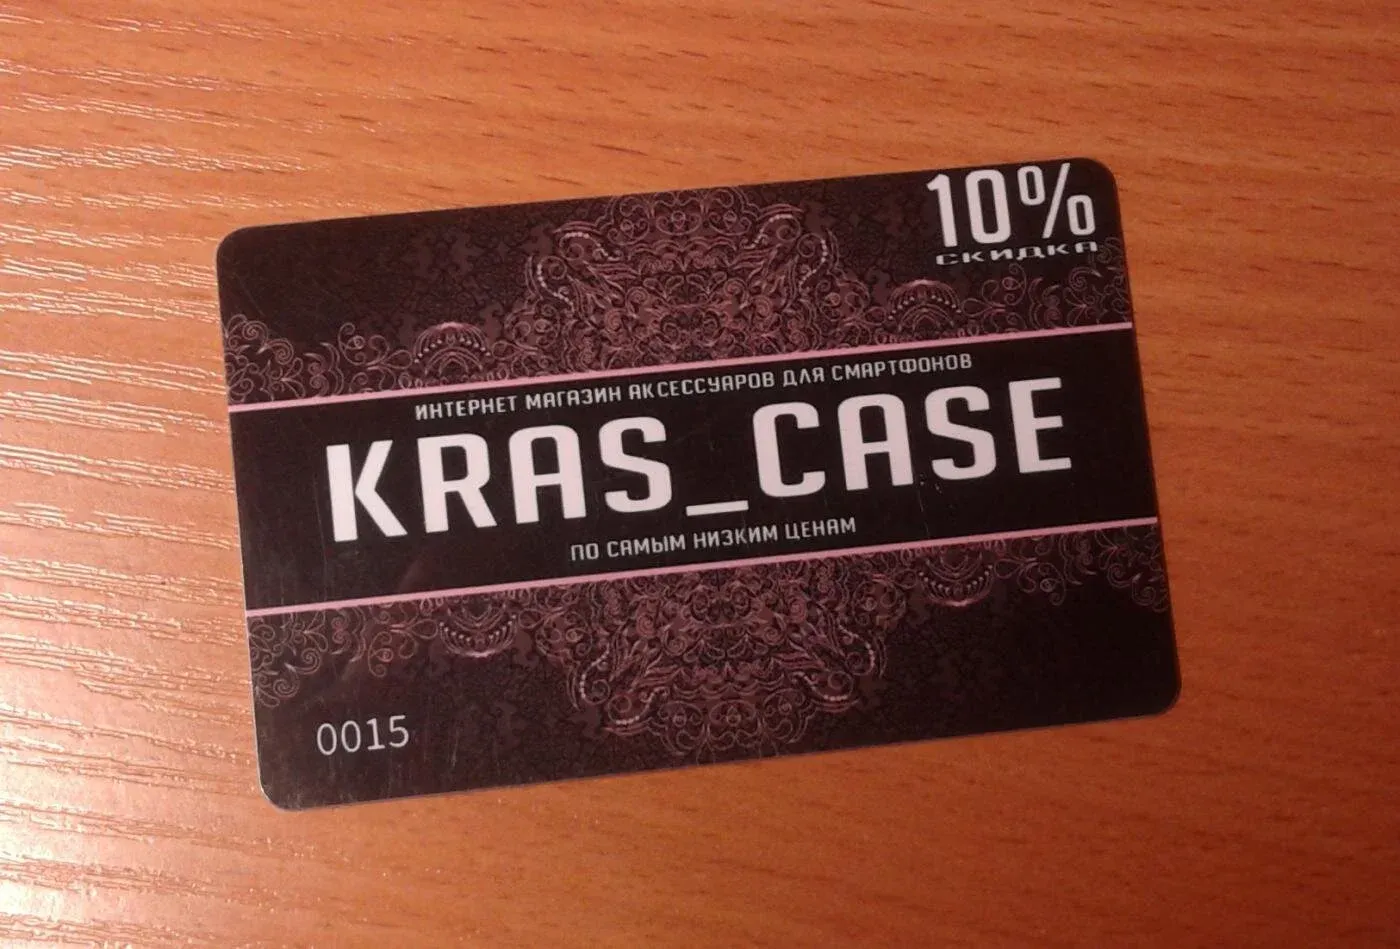 10%
СКИДКА
ИНТЕРНЕТ МАГАЗИН АКСЕССУАРОВ ДЛЯ СМАРТФОНОВ
KRAS_CASE
ПО САМЫМ НИЗКИМ ЦЕНАМ
0015